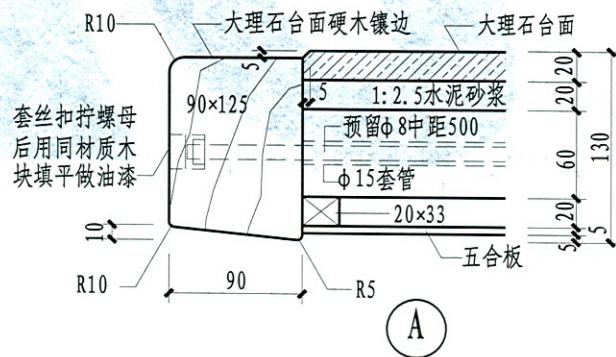 R10
大理石台面硬木镶边
大理石台面
5
20
90×125
5
1:2.5水泥砂浆
20
套丝扣拧螺母
后用同材质木
块填平做油漆
预留φ8中距500
60
130
φ15套管
20×33
20
10
5
5
五合板
R10
90
R5
A